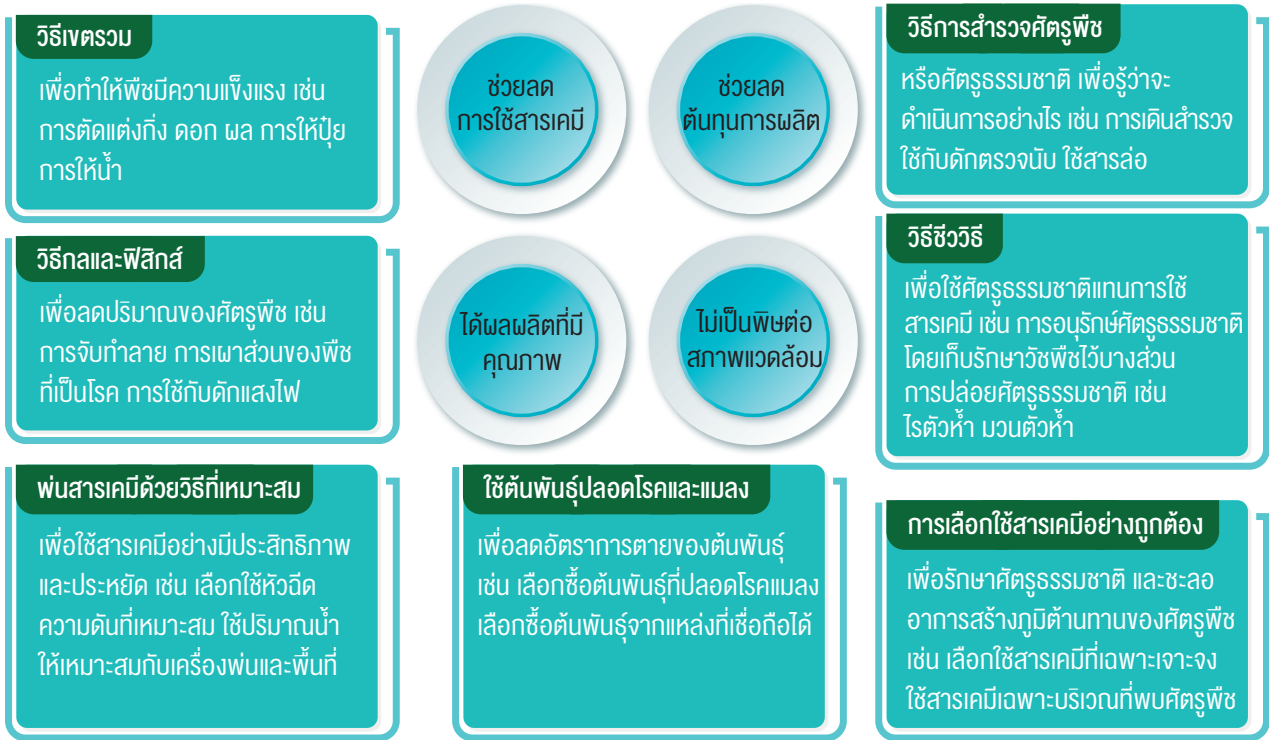 วิธีเขตรวม
เพื่อทำให้พืชมีความแข็งแรง เช่น
การตัดแต่งกิ่ง ดอก ผล การให้ปุ๋ย
การให้น้ำ
ช่วยลด
การใช้สารเคมี
ช่วยลด
ต้นทุนการผลิต
วิธีการสำรวจศัตรูพืช
หรือศัตรูธรรมชาติ เพื่อรู้ว่าจะ
ดำเนินการอย่างไร เช่น การเดินสำรวจ
ใช้กับดักตรวจนับ ใช้สารล่อ
วิธีกลและฟิสิกส์
เพื่อลดปริมาณของศัตรูพืช เช่น
การจับทำลาย การเผาส่วนของพืช
ที่เป็นโรค การใช้กับดักแสงไฟ
ได้ผลผลิตที่มี
คุณภาพ
ไม่เป็นพิษต่อ
สภาพแวดล้อม
วิธีชีววิธี
เพื่อใช้ศัตรูธรรมชาติแทนการใช้
สารเคมี เช่น การอนุรักษ์ศัตรูธรรมชาติ
โดยเก็บรักษาวัชพืชไว้บางส่วน
การปล่อยศัตรูธรรมชาติ เช่น
ไรตัวห้ำ มวนตัวห้ำ
พ่นสารเคมีด้วยวิธีที่เหมาะสม
เพื่อใช้สารเคมีอย่างมีประสิทธิภาพ
และประหยัด เช่น เลือกใช้หัวฉีด
ความดันที่เหมาะสม ใช้ปริมาณน้ำ
ให้เหมาะสมกับเครื่องพ่นและพื้นที่
ใช้ต้นพันธุ์ปลอดโรคและแมลง
เพื่อลดอัตราการตายของต้นพันธุ์
เช่น เลือกซื้อต้นพันธุ์ที่ปลอดโรคแมลง
เลือกซื้อต้นพันธุ์จากแหล่งที่เชื่อถือได้
การเลือกใช้สารเคมีอย่างถูกต้อง
เพื่อรักษาศัตรูธรรมชาติ และชะลอ
อาการสร้างภูมิต้านทานของศัตรูพืช
เช่น เลือกใช้สารเคมีที่เฉพาะเจาะจง
ใช้สารเคมีเฉพาะบริเวณที่พบศัตรูพืช